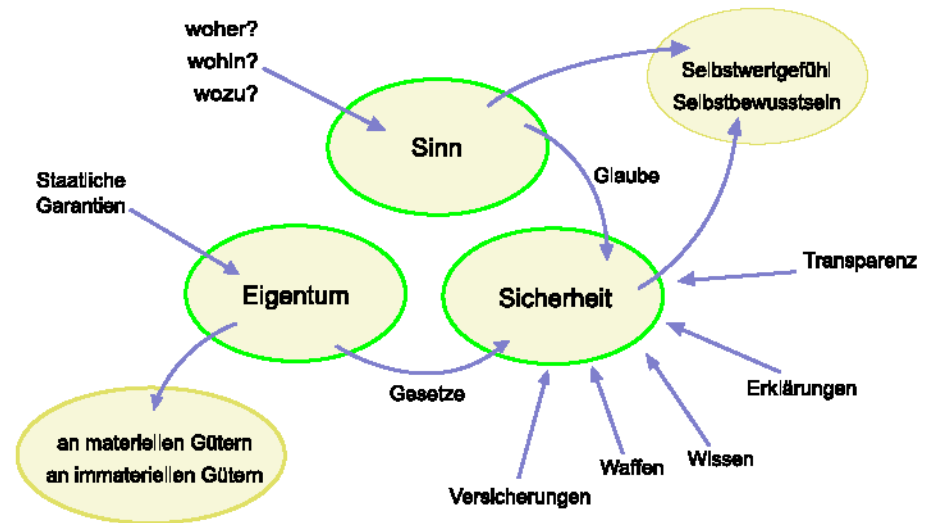 woher?
wohin?
wozu?
Selbstwertgefühl
Selbstbewusstsein
Sinn
Glaube
Staatliche
Garantien
Transparenz
Eigentum
Sicherheit
Gesetze
Erklärungen
an materiellen Gütern
an immateriellen Gütern
Wissen
Waffen
Versicherungen